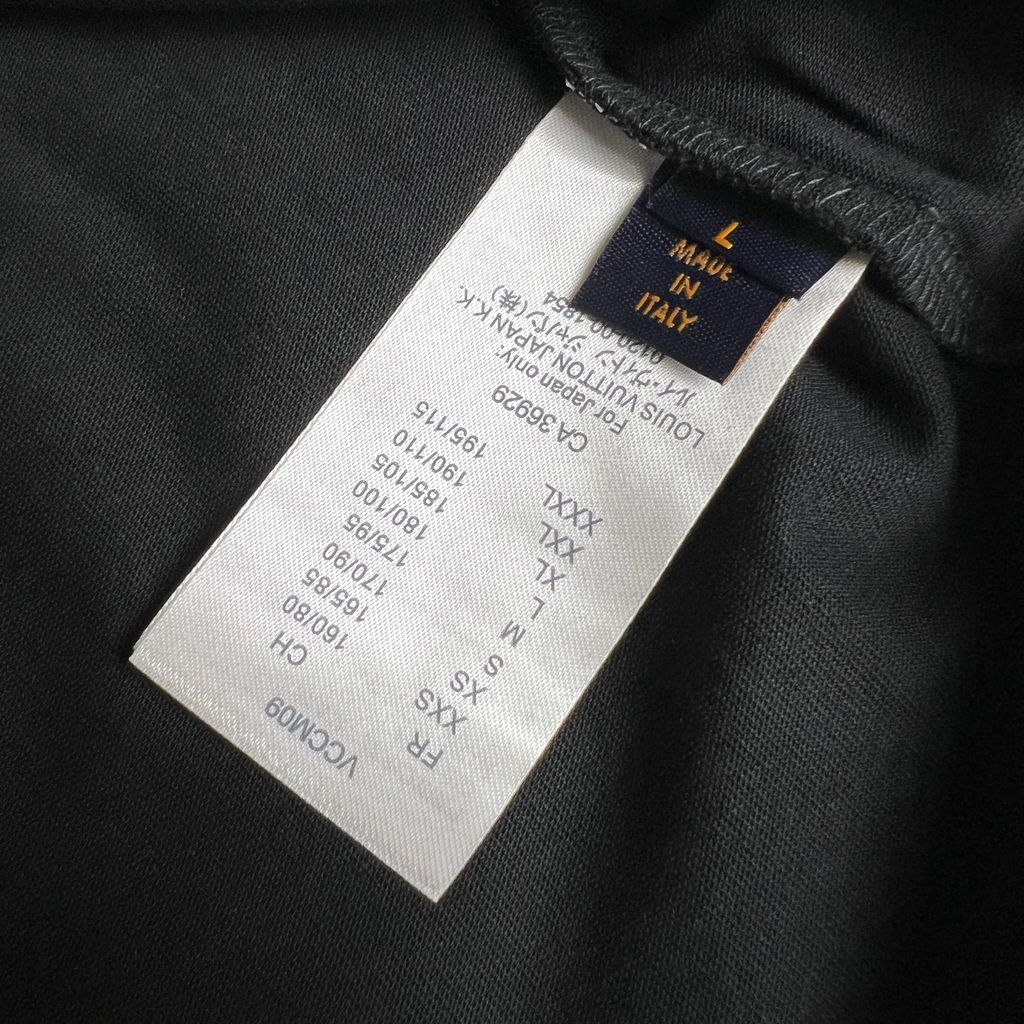 L
MADE
IN
ITALY
VCCM09
FR CH
XXS 160/80
XS 165/85
S 170/90
M 175/95
L 180/100
XL 185/105
XXL 190/110
XXXL 195/115
CA 36929
For Japan only:
LOUIS VUITTON JAPAN K.K.
ルイ・ヴィトン ジャパン(株)
0120-00-1854